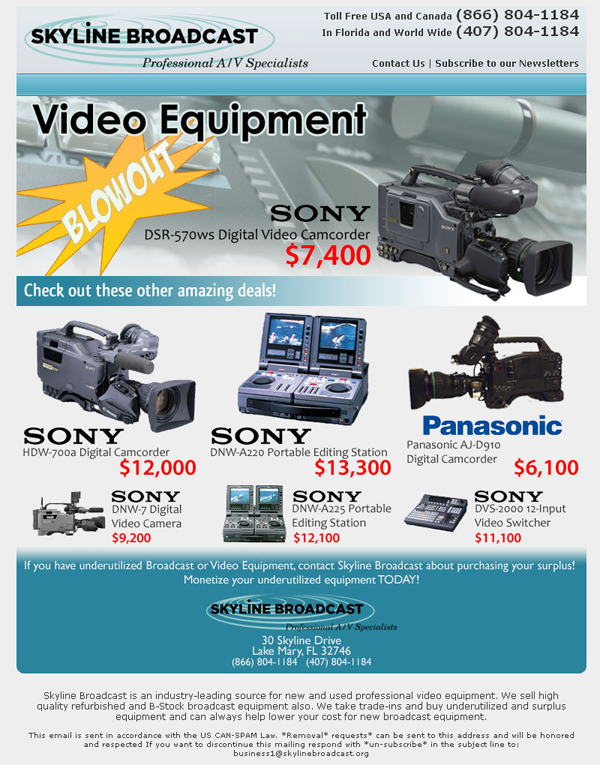 SKYLINE BROADCAST
Professional A/V Specialists
Toll Free USA and Canada (866) 804-1184
In Florida and World Wide (407) 804-1184
Contact Us | Subscribe to our Newsletters
Video Equipment
BLOWOUT
SONY
DSR-570ws Digital Video Camcorder
$7,400
Check out these other amazing deals!
SONY
HDW-700a Digital Camcorder
$12,000
SONY
DNW-A220 Portable Editing Station
$13,300
Panasonic
Panasonic AJ-D910
Digital Camcorder
$6,100
SONY
DNW-7 Digital
Video Camera
$9,200
SONY
DNW-A225 Portable
Editing Station
$12,100
SONY
DVS-2000 12-Input
Video Switcher
$11,100
If you have underutilized Broadcast or Video Equipment, contact Skyline Broadcast about purchasing your surplus!
Monetize your underutilized equipment TODAY!
SKYLINE BROADCAST
Professional A/V Specialists
30 Skyline Drive
Lake Mary, FL 32746
(866) 804-1184 (407) 804-1184
Skyline Broadcast is an industry-leading source for new and used professional video equipment. We sell high
quality refurbished and B-Stock broadcast equipment also. We take trade-ins and buy underutilized and surplus
equipment and can always help lower your cost for new broadcast equipment.
This email is sent in accordance with the US CAN-SPAM Law. *Removal* requests* can be sent to this address and will be honored
and respected If you want to discontinue this mailing respond with *un-subscribe* in the subject line to:
business1@skylinebroadcast.org